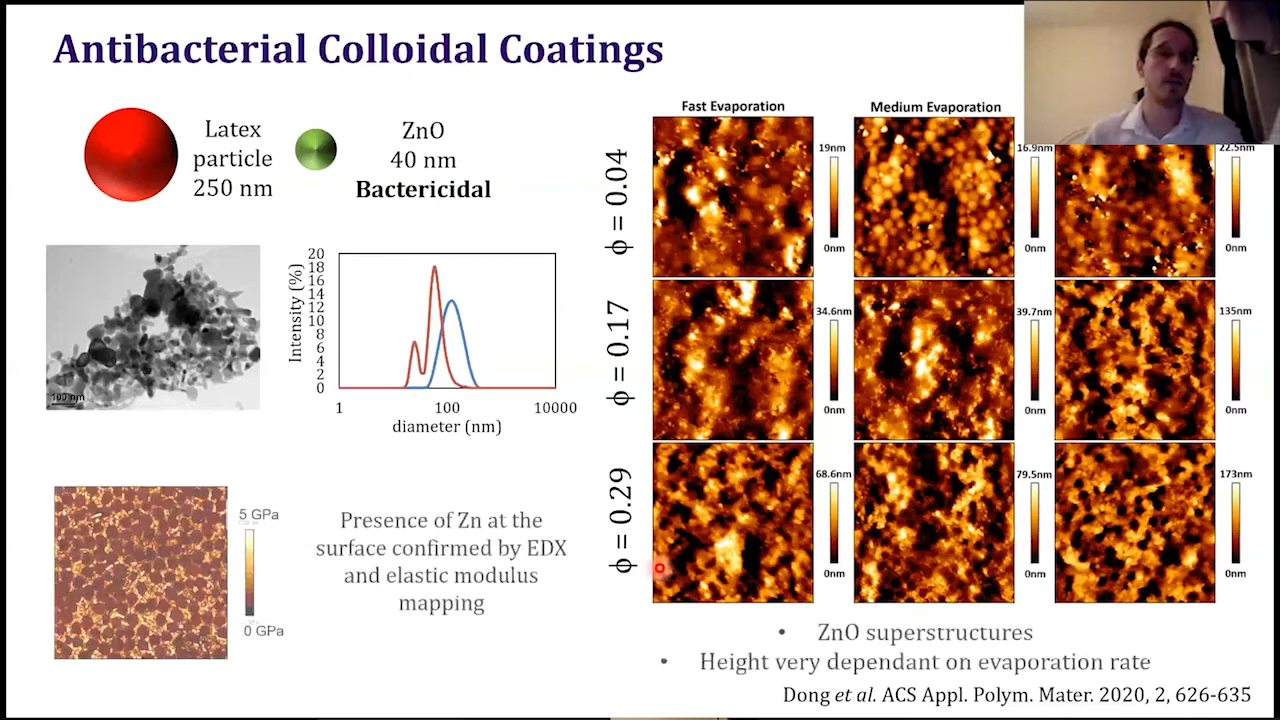 Antibacterial Colloidal Coatings
Latex
particle
250 nm
ZnO
40 nm
Bactericidal
100 nm
Intensity (%)
20
18
16
14
12
10
8
6
4
2
0
1
100
10000
diameter (nm)
5 GPa
0 GPa
Presence of Zn at the
surface confirmed by EDX
and elastic modulus
mapping
Fast Evaporation
Medium Evaporation
ϕ = 0.04
19nm
0nm
16.9nm
0nm
22.5nm
0nm
ϕ = 0.17
34.6nm
0nm
39.7nm
0nm
135nm
0nm
ϕ = 0.29
68.6nm
0nm
79.5nm
0nm
173nm
0nm
• ZnO superstructures
• Height very dependant on evaporation rate
Dong et al. ACS Appl. Polym. Mater. 2020, 2, 626-635